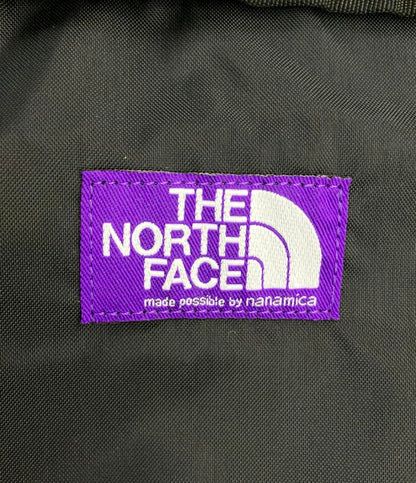 THE
NORTH
FACE
made possible by nanamica